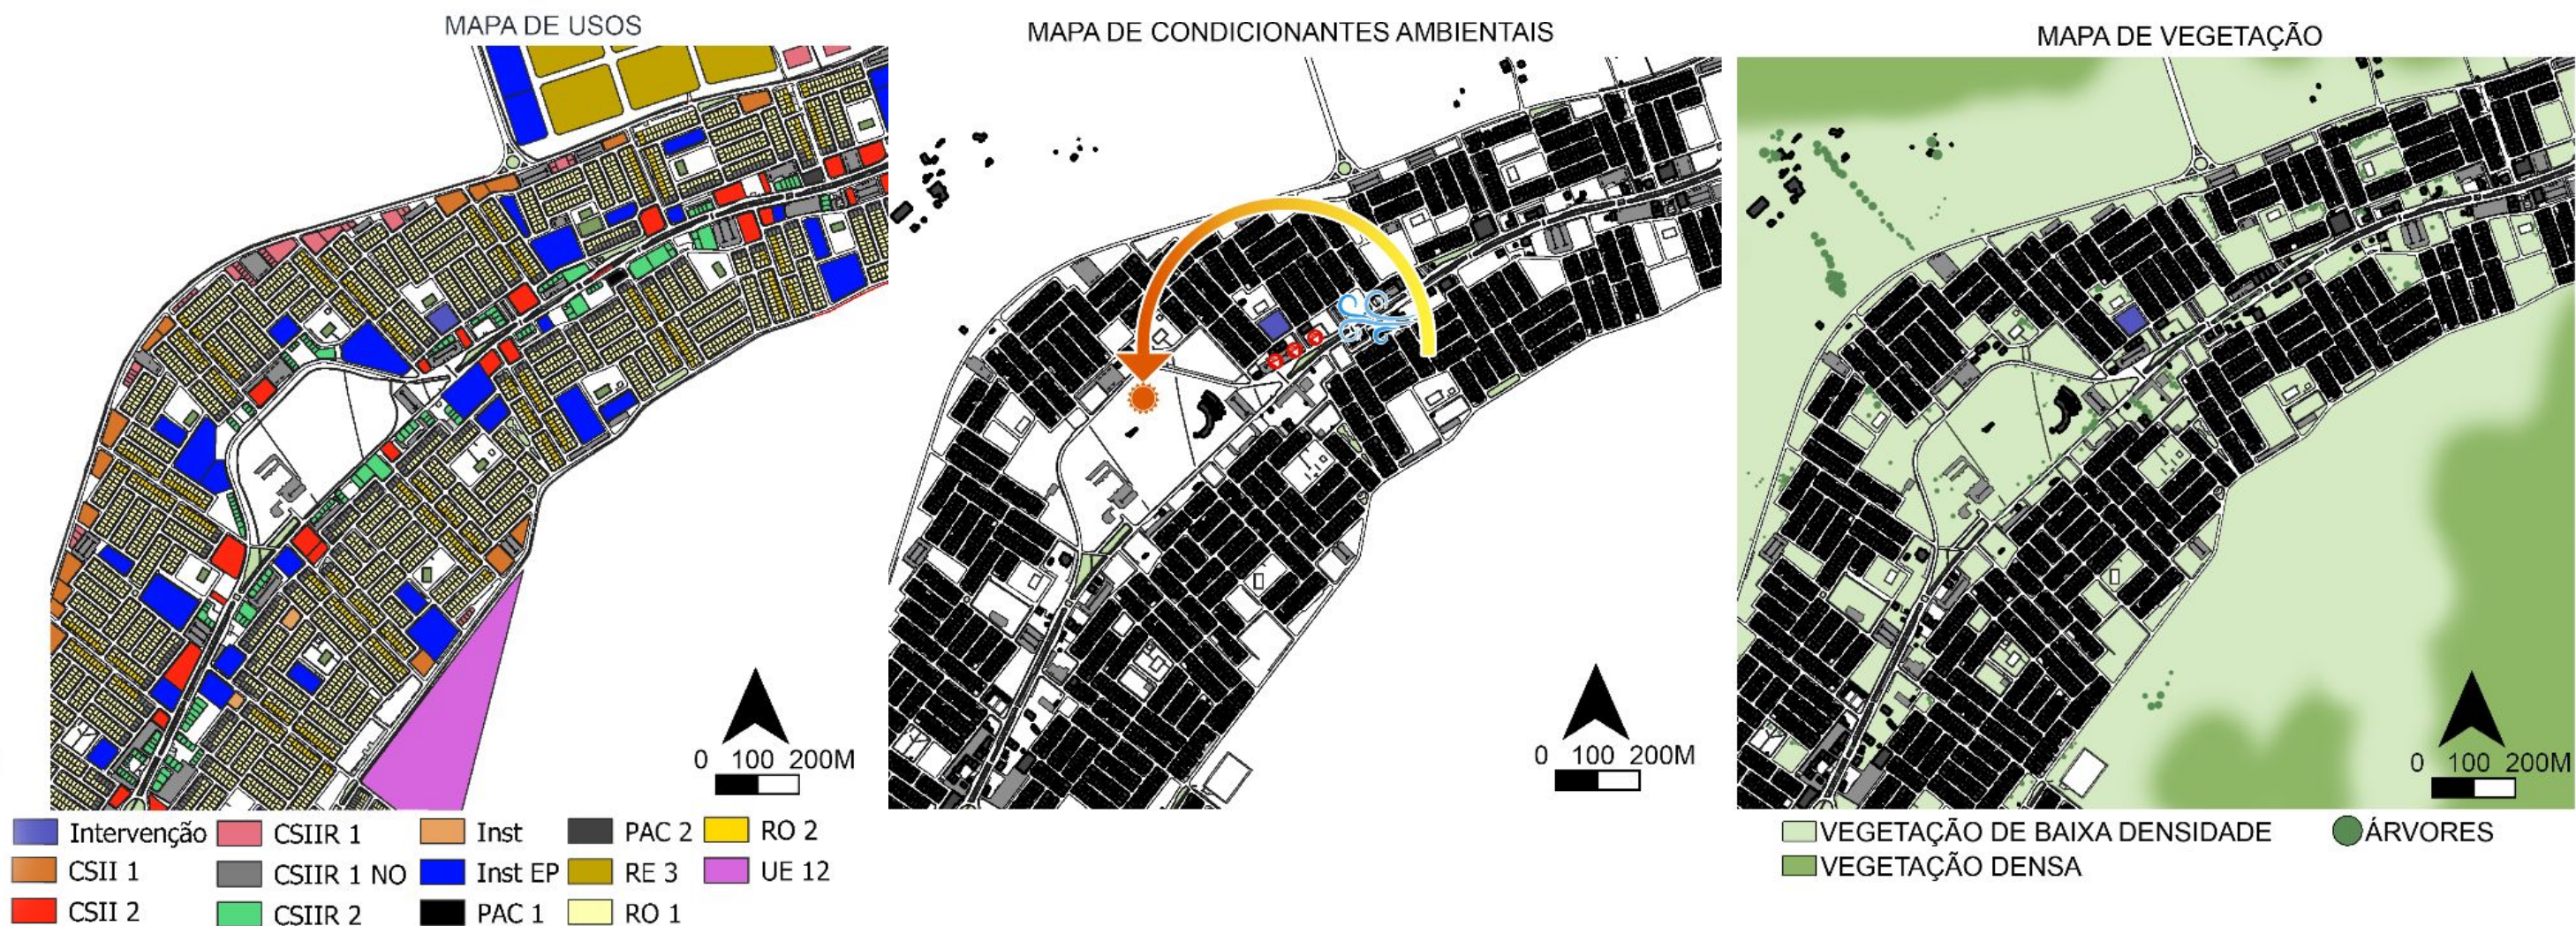 MAPA DE USOS
MAPA DE CONDICIONANTES AMBIENTAIS
MAPA DE VEGETAÇÃO
0 100 200M
0 100 200M
0 100 200M
Intervenção
CSII 1
CSII 2
CSIIR 1
CSIIR 1 NO
CSIIR 2
Inst
Inst EP
PAC 1
PAC 2
RE 3
RO 1
RO 2
UE 12
VEGETAÇÃO DE BAIXA DENSIDADE
VEGETAÇÃO DENSA
ÁRVORES